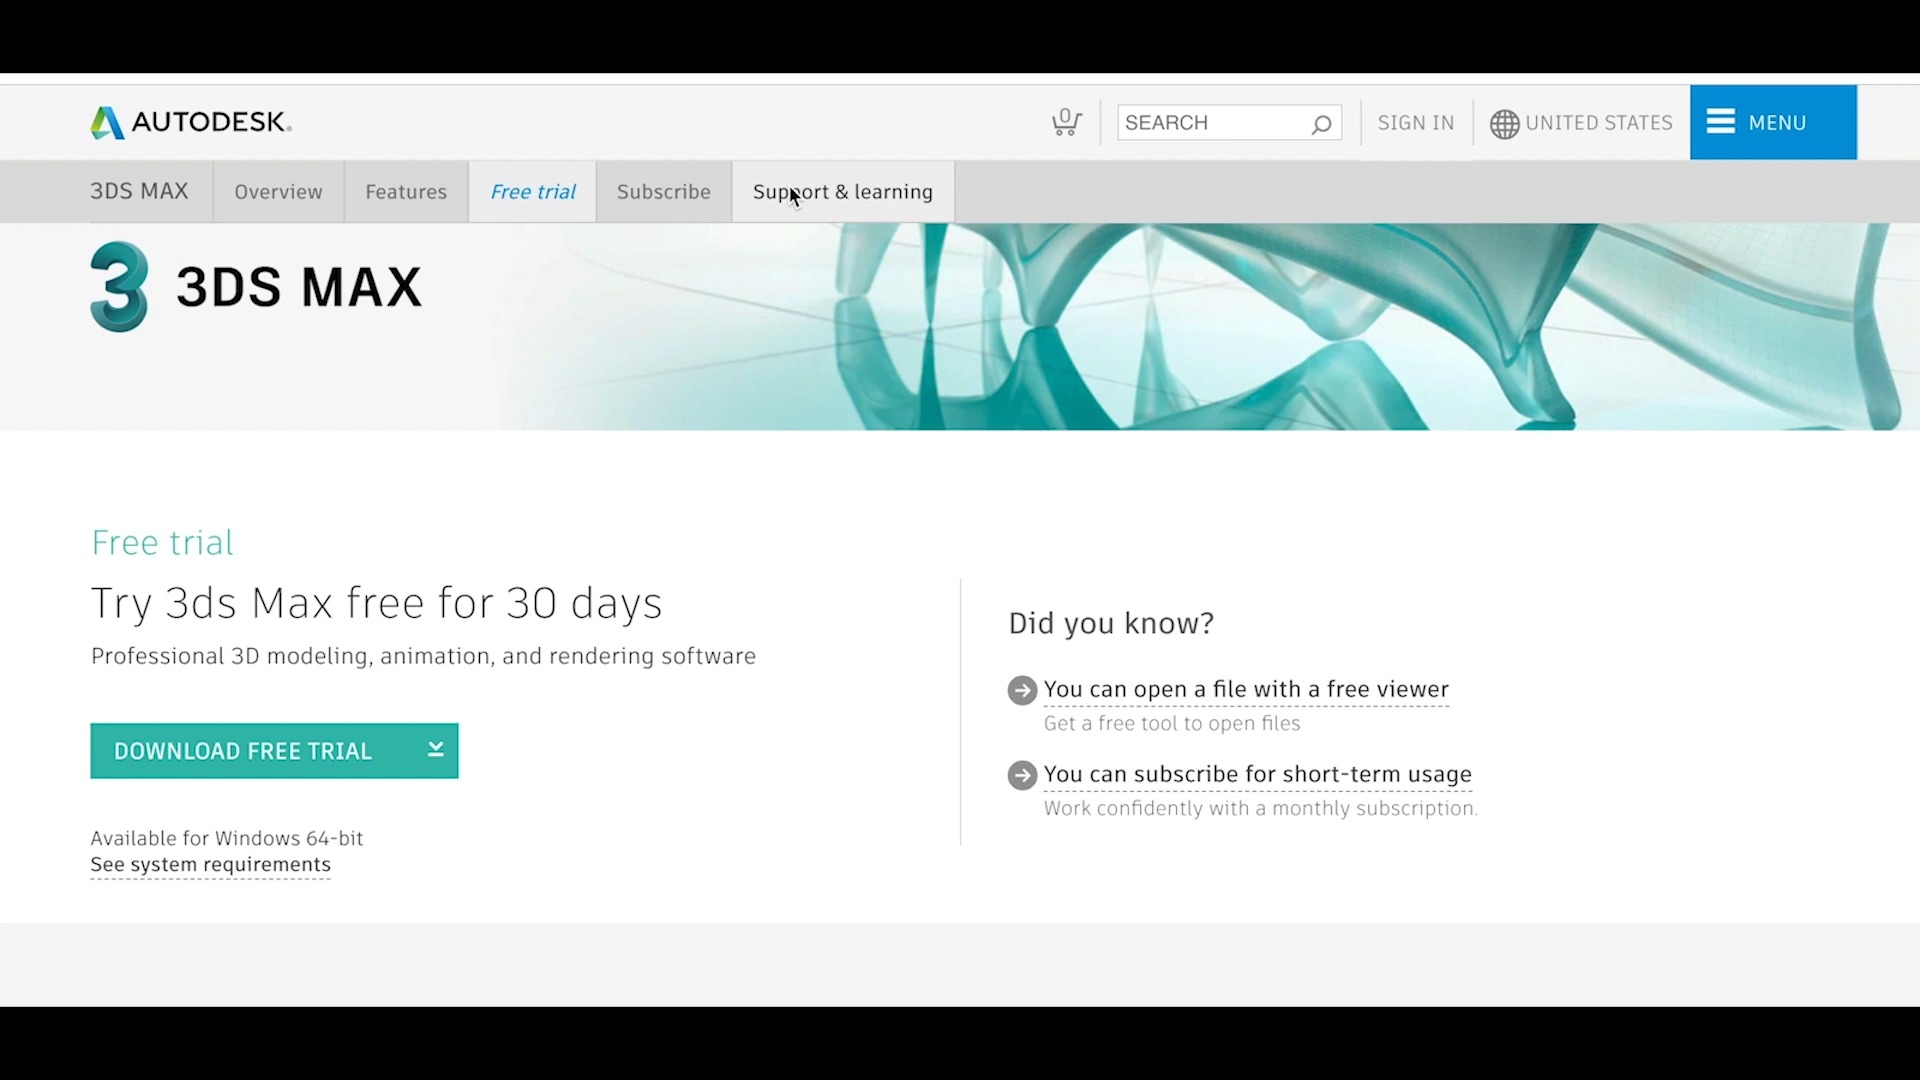 AUTODESK.
0
SEARCH
SIGN IN
UNITED STATES
MENU
3DS MAX
Overview
Features
Free trial
Subscribe
Support & learning
3DS MAX
Free trial
Try 3ds Max free for 30 days
Professional 3D modeling, animation, and rendering software
DOWNLOAD FREE TRIAL
Available for Windows 64-bit
See system requirements
Did you know?
You can open a file with a free viewer
Get a free tool to open files
You can subscribe for short-term usage
Work confidently with a monthly subscription.